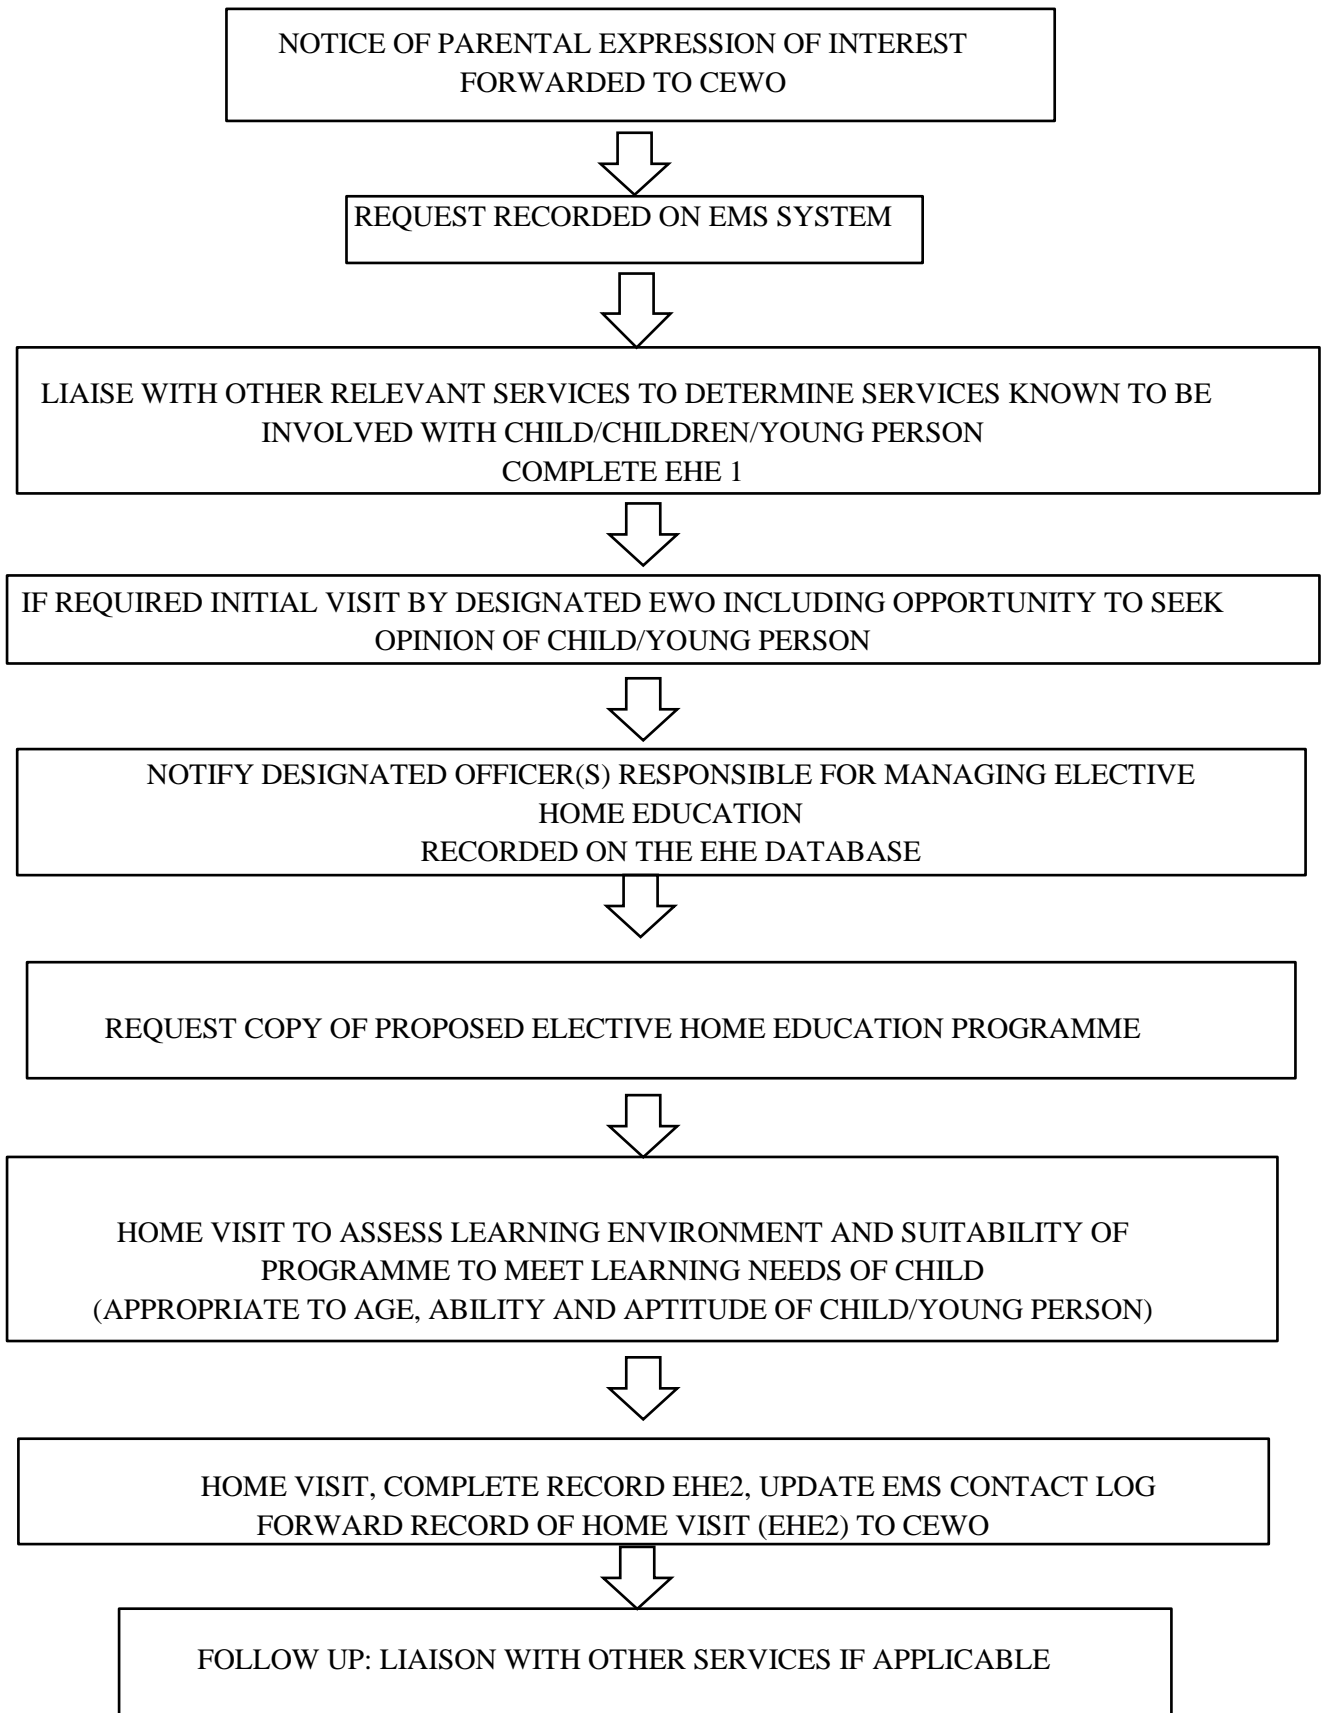 NOTICE OF PARENTAL EXPRESSION OF INTEREST
FORWARDED TO CEWO
REQUEST RECORDED ON EMS SYSTEM
LIAISE WITH OTHER RELEVANT SERVICES TO DETERMINE SERVICES KNOWN TO BE
INVOLVED WITH CHILD/CHILDREN/YOUNG PERSON
COMPLETE EHE 1
IF REQUIRED INITIAL VISIT BY DESIGNATED EWO INCLUDING OPPORTUNITY TO SEEK
OPINION OF CHILD/YOUNG PERSON
NOTIFY DESIGNATED OFFICER(S) RESPONSIBLE FOR MANAGING ELECTIVE
HOME EDUCATION
RECORDED ON THE EHE DATABASE
REQUEST COPY OF PROPOSED ELECTIVE HOME EDUCATION PROGRAMME
HOME VISIT TO ASSESS LEARNING ENVIRONMENT AND SUITABILITY OF
PROGRAMME TO MEET LEARNING NEEDS OF CHILD
(APPROPRIATE TO AGE, ABILITY AND APTITUDE OF CHILD/YOUNG PERSON)
HOME VISIT, COMPLETE RECORD EHE2, UPDATE EMS CONTACT LOG
FORWARD RECORD OF HOME VISIT (EHE2) TO CEWO
FOLLOW UP: LIAISON WITH OTHER SERVICES IF APPLICABLE